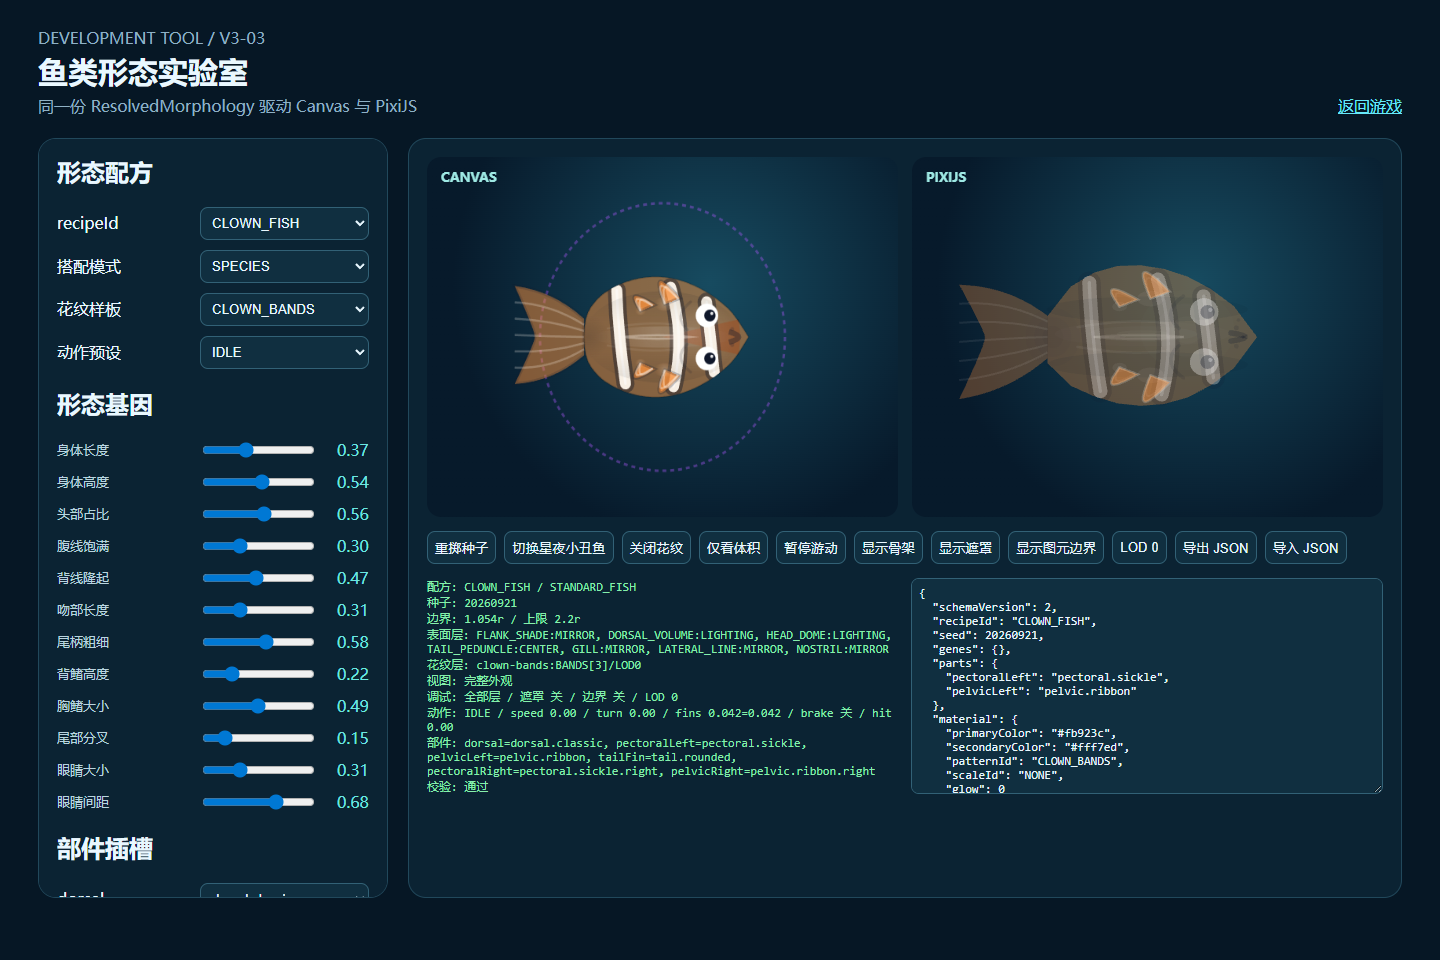 DEVELOPMENT TOOL / V3-03
鱼类形态实验室
同一份 ResolvedMorphology 驱动 Canvas 与 PixiJS
返回游戏
形态配方
recipeId
CLOWN_FISH
搭配模式
SPECIES
花纹样板
CLOWN_BANDS
动作预设
IDLE
形态基因
身体长度 0.37
身体高度 0.54
头部占比 0.56
腹线饱满 0.30
背线隆起 0.47
吻部长度 0.31
尾柄粗细 0.58
背鳍高度 0.22
胸鳍大小 0.49
尾部分叉 0.15
眼睛大小 0.31
眼睛间距 0.68
部件插槽
CANVAS
PIXIJS
重掷种子
切换星夜小丑鱼
关闭花纹
仅看体积
暂停游动
显示骨架
显示遮罩
显示图元边界
LOD 0
导出 JSON
导入 JSON
配方: CLOWN_FISH / STANDARD_FISH
种子: 20260921
边界: 1.054r / 上限 2.2r
表面层: FLANK_SHADE:MIRROR, DORSAL_VOLUME:LIGHTING, HEAD_DOME:LIGHTING,
TAIL_PEDUNCLE:CENTER, GILL:MIRROR, LATERAL_LINE:MIRROR, NOSTRIL:MIRROR
花纹层: clown-bands:BANDS[3]/LOD0
视图: 完整外观
调试: 全部层 / 遮罩 关 / 边界 关 / LOD 0
动作: IDLE / speed 0.00 / turn 0.00 / fins 0.042=0.042 / brake 关 / hit
0.00
部件: dorsal=dorsal.classic, pectoralLeft=pectoral.sickle,
pelvicLeft=pelvic.ribbon, tailFin=tail.rounded,
pectoralRight=pectoral.sickle.right, pelvicRight=pelvic.ribbon.right
校验: 通过
{
"schemaVersion": 2,
"recipeId": "CLOWN_FISH",
"seed": 20260921,
"genes": {},
"parts": {
"pectoralLeft": "pectoral.sickle",
"pelvicLeft": "pelvic.ribbon"
},
"material": {
"primaryColor": "#fb923c",
"secondaryColor": "#fff7ed",
"patternId": "CLOWN_BANDS",
"scaleId": "NONE",
"glow": 0